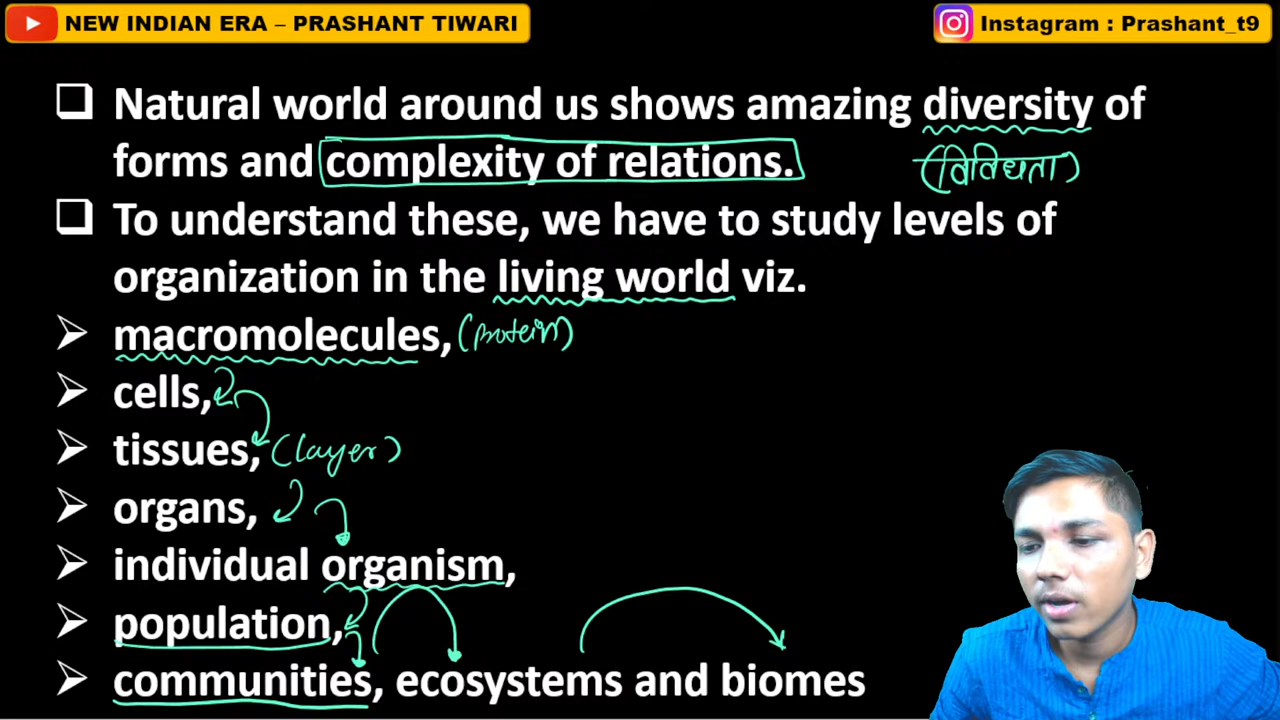 NEW INDIAN ERA – PRASHANT TIWARI
Instagram : Prashant_t9
Natural world around us shows amazing diversity of
forms and complexity of relations.
(विविधता)
To understand these, we have to study levels of
organization in the living world viz.
macromolecules, (protein)
cells,
tissues, (layer)
organs,
individual organism,
population,
communities, ecosystems and biomes